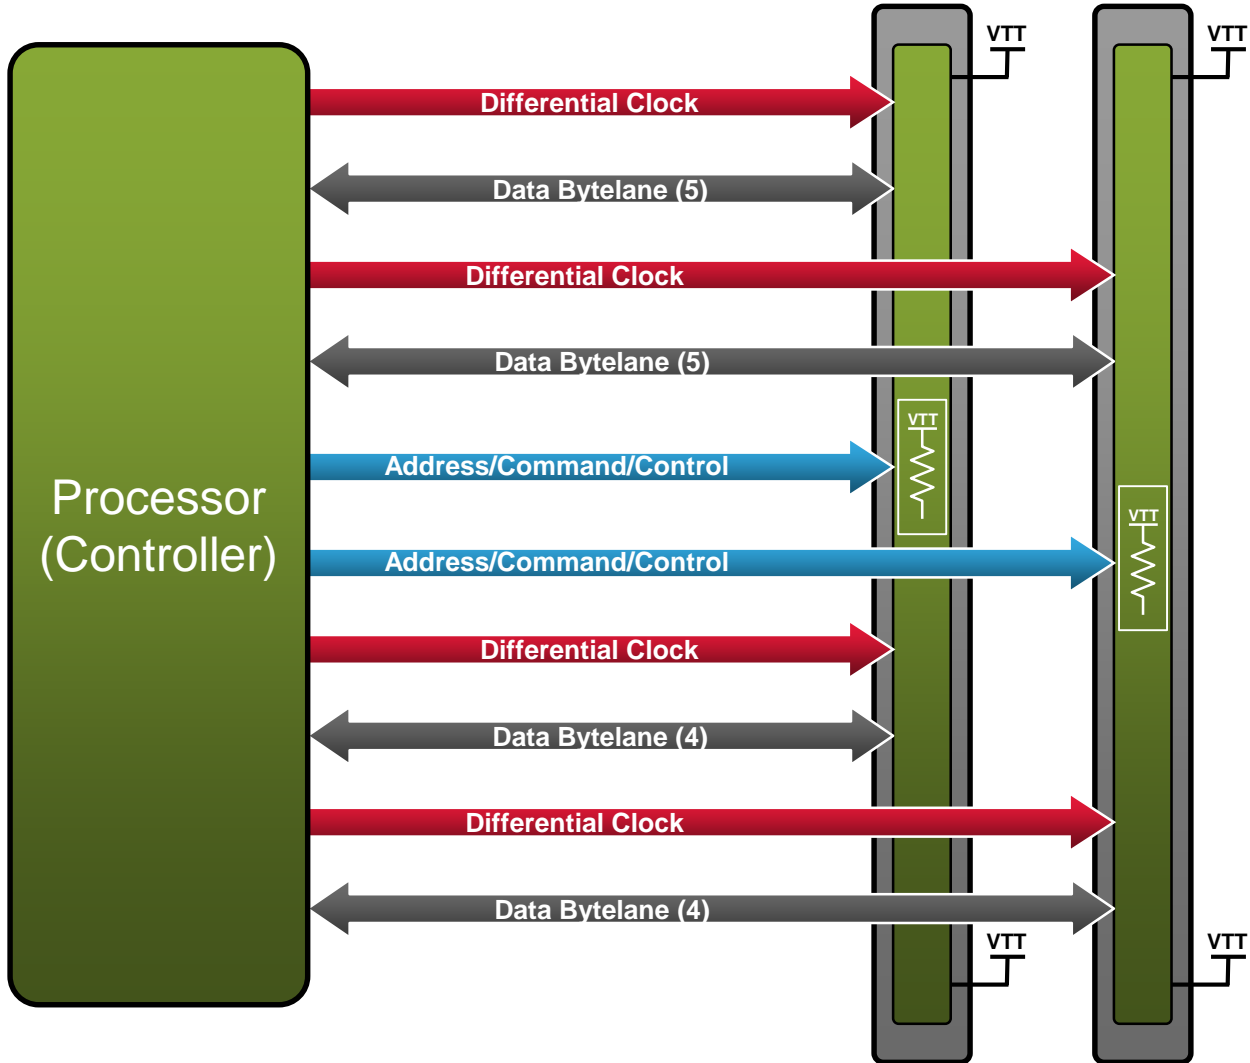 VTT
VTT
Differential Clock
Data Bytelane (5)
Differential Clock
Data Bytelane (5)
VTT
Address/Command/Control
Processor
(Controller)
VTT
Address/Command/Control
Differential Clock
Data Bytelane (4)
Differential Clock
Data Bytelane (4)
VTT
VTT